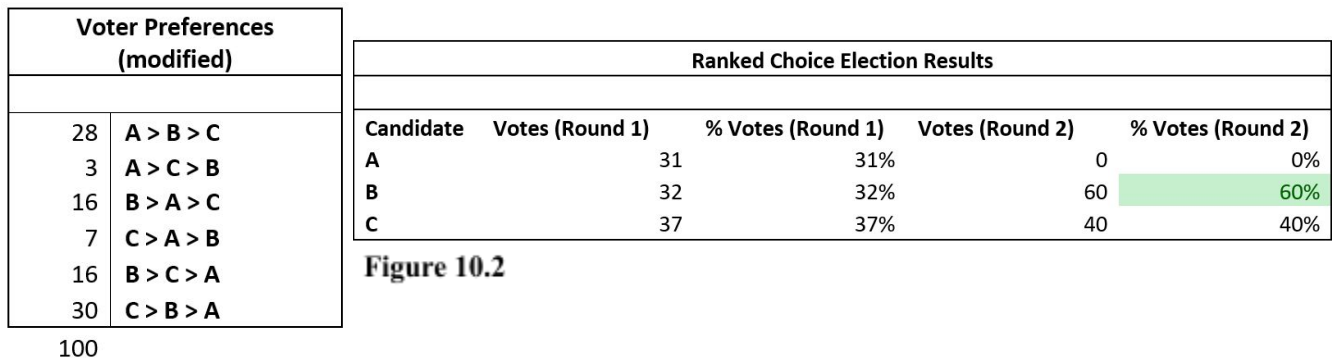 Voter Preferences
(modified)
28 A > B > C
3 A > C > B
16 B > A > C
7 C > A > B
16 B > C > A
30 C > B > A
100
Ranked Choice Election Results
Candidate Votes (Round 1) % Votes (Round 1) Votes (Round 2) % Votes (Round 2)
A 31 31% 0 0%
B 32 32% 60 60%
C 37 37% 40 40%
Figure 10.2